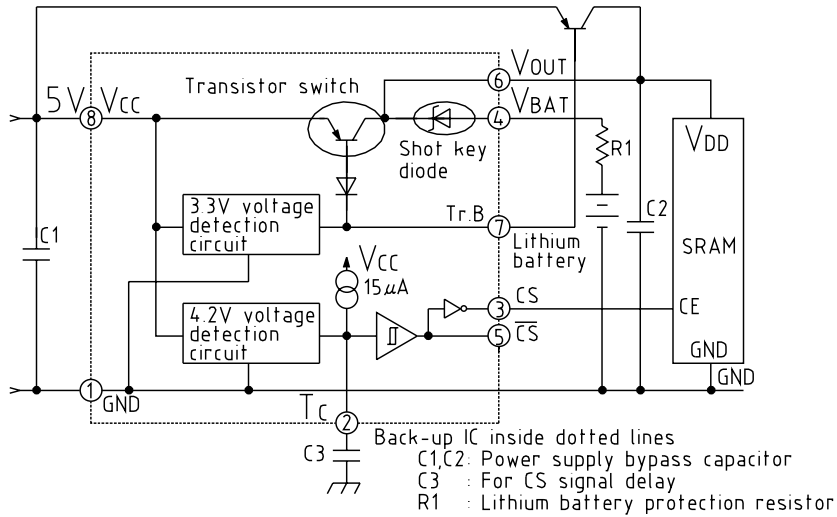 VOUT
6
Transistor switch
5V
VCC
8
VBAT
4
Shot key
diode
R1
VDD
3.3V voltage
detection
circuit
Tr.B
7
C1
C2
Lithium
battery
SRAM
VCC
15μA
4.2V voltage
detection
circuit
CS
3
CE
5
C̅S̅
GND
1
GND
GND
TC
2
C3
Back-up IC inside dotted lines
C1,C2: Power supply bypass capacitor
C3 : For CS signal delay
R1 : Lithium battery protection resistor